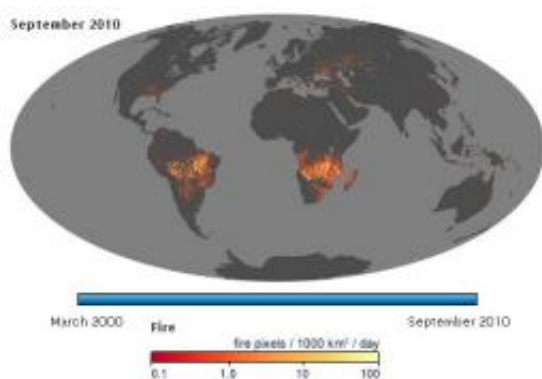 September 2010
March 2000
September 2010
Fire
fire pixels / 1000 km² / day
0.1 1.0 10 100